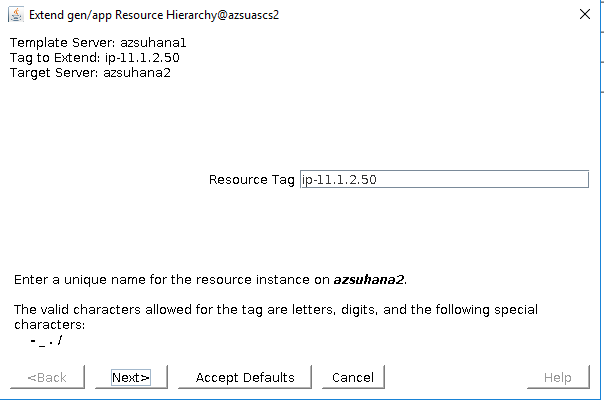 Extend gen/app Resource Hierarchy@azsuascs2
Template Server: azsuhana1
Tag to Extend: ip-11.1.2.50
Target Server: azsuhana2
Resource Tag ip-11.1.2.50
Enter a unique name for the resource instance on azsuhana2.
The valid characters allowed for the tag are letters, digits, and the following special
characters:
- _ . /
<Back Next> Accept Defaults Cancel Help